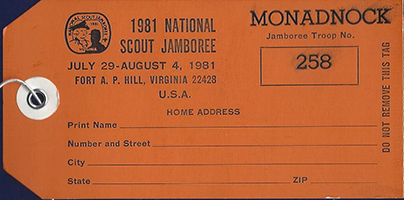 1981 NATIONAL
SCOUT JAMBOREE
JULY 29-AUGUST 4, 1981
FORT A. P. HILL, VIRGINIA 22428
U.S.A.
MONADNOCK
Jamboree Troop No.
258
HOME ADDRESS
Print Name
Number and Street
City
State ZIP
DO NOT REMOVE THIS TAG